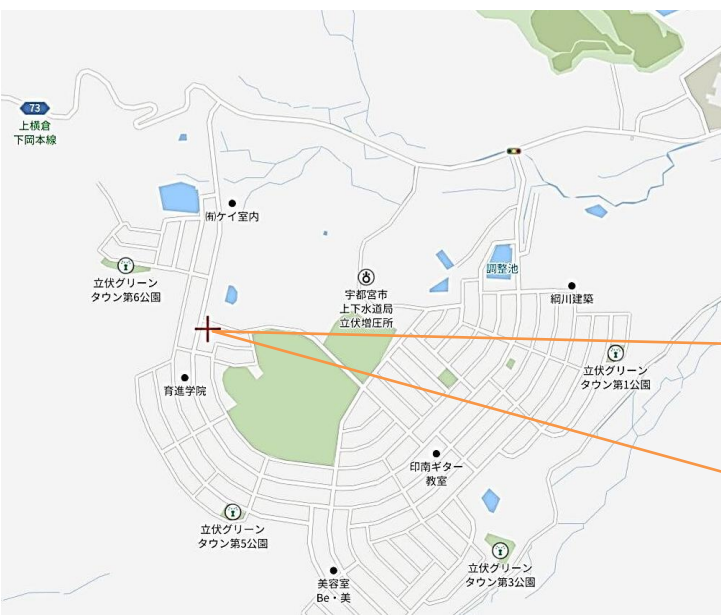 73
上横倉
下岡本線
㈲ケイ室内
立伏グリーン
タウン第6公園
宇都宮市
上下水道局
立伏増圧所
調整池
綱川建築
立伏グリーン
タウン第1公園
育進学院
印南ギター
教室
立伏グリーン
タウン第5公園
立伏グリーン
タウン第3公園
美容室
Be・美